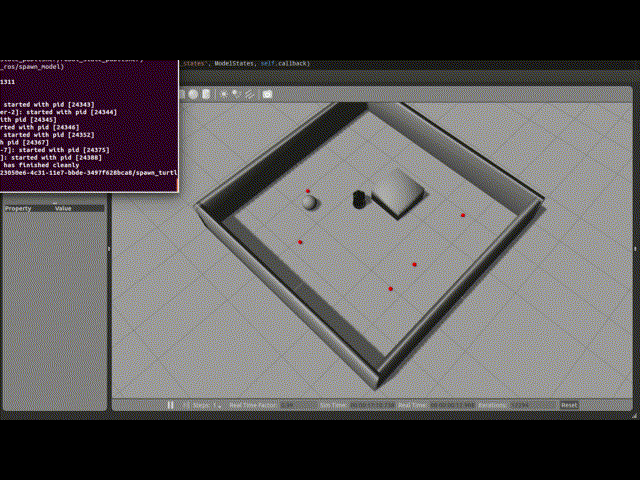 _ros/spawn_model)
_states", ModelStates, self.callback)
1311
started with pid [24343]
er-2]: started with pid [24344]
ith pid [24345]
rted with pid [24346]
started with pid [24352]
h pid [24367]
-7]: started with pid [24375]
]: started with pid [24388]
has finished cleanly
23050e6-4c31-11e7-bbde-3497f628bca8/spawn_turtl
Property Value
Steps: 1 Real Time Factor: Sim Time: Real Time: Iterations: Reset